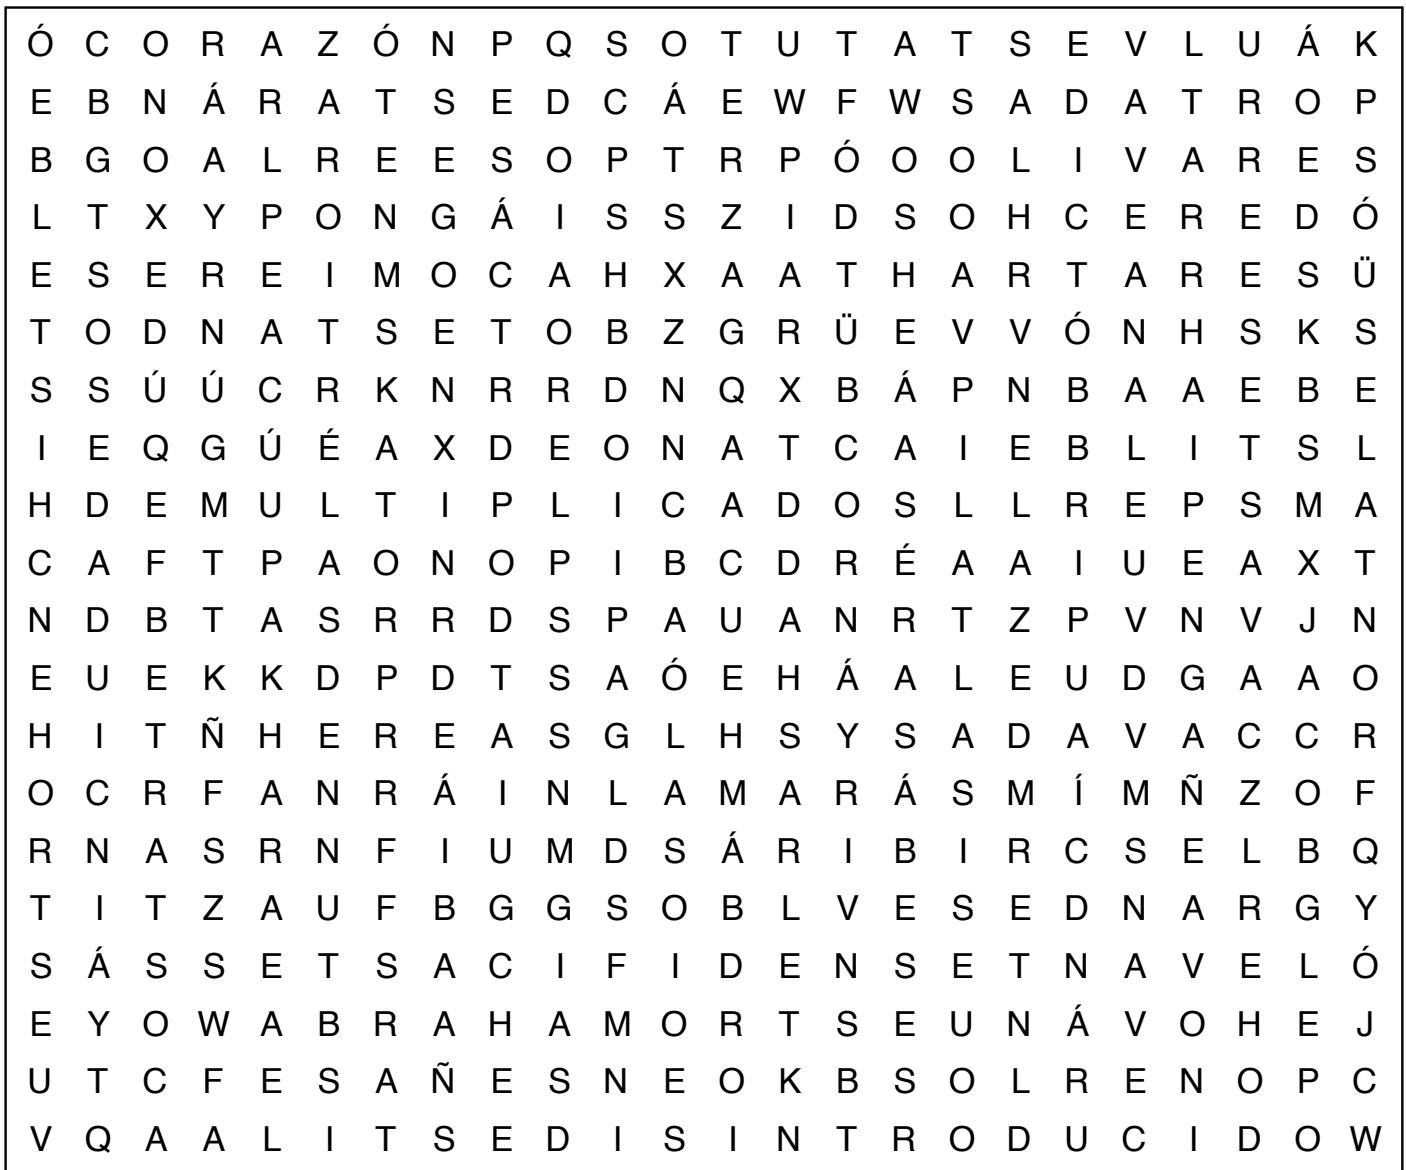 Ó C O R A Z Ó N P Q S O T U T A T S E V L U Á K
E B N Á R A T S E D C Á E W F W S A D A T R O P
B G O A L R E E S O P T R P Ó O O L I V A R E S
L T X Y P O N G Á I S S Z I D S O H C E R E D Ó
E S E R E I M O C A H X A A T H A R T A R E S Ü
T O D N A T S E T O B Z G R Ü E V V Ó N H S K S
S S Ú Ú C R K N R R D N Q X B Á P N B A A E B E
I E Q G Ú É A X D E O N A T C A I E B L I T S L
H D E M U L T I P L I C A D O S L L R E P S M A
C A F T P A O N O P I B C D R É A A I U E A X T
N D B T A S R R D S P A U A N R T Z P V N V J N
E U E K K D P D T S A Ó E H Á A L E U D G A A O
H I T Ñ H E R E A S G L H S Y S A D A V A C C R
O C R F A N R Á I N L A M A R Á S M Í M Ñ Z O F
R N A S R N F I U M D S Á R I B I R C S E L B Q
T I T Z A U F B G G S O B L V E S E D N A R G Y
S Á S S E T S A C I F I D E N S E T N A V E L Ó
E Y O W A B R A H A M O R T S E U N Á V O H E J
U T C F E S A Ñ E S N E O K B S O L R E N O P C
V Q A A L I T S E D I S I N T R O D U C I D O W